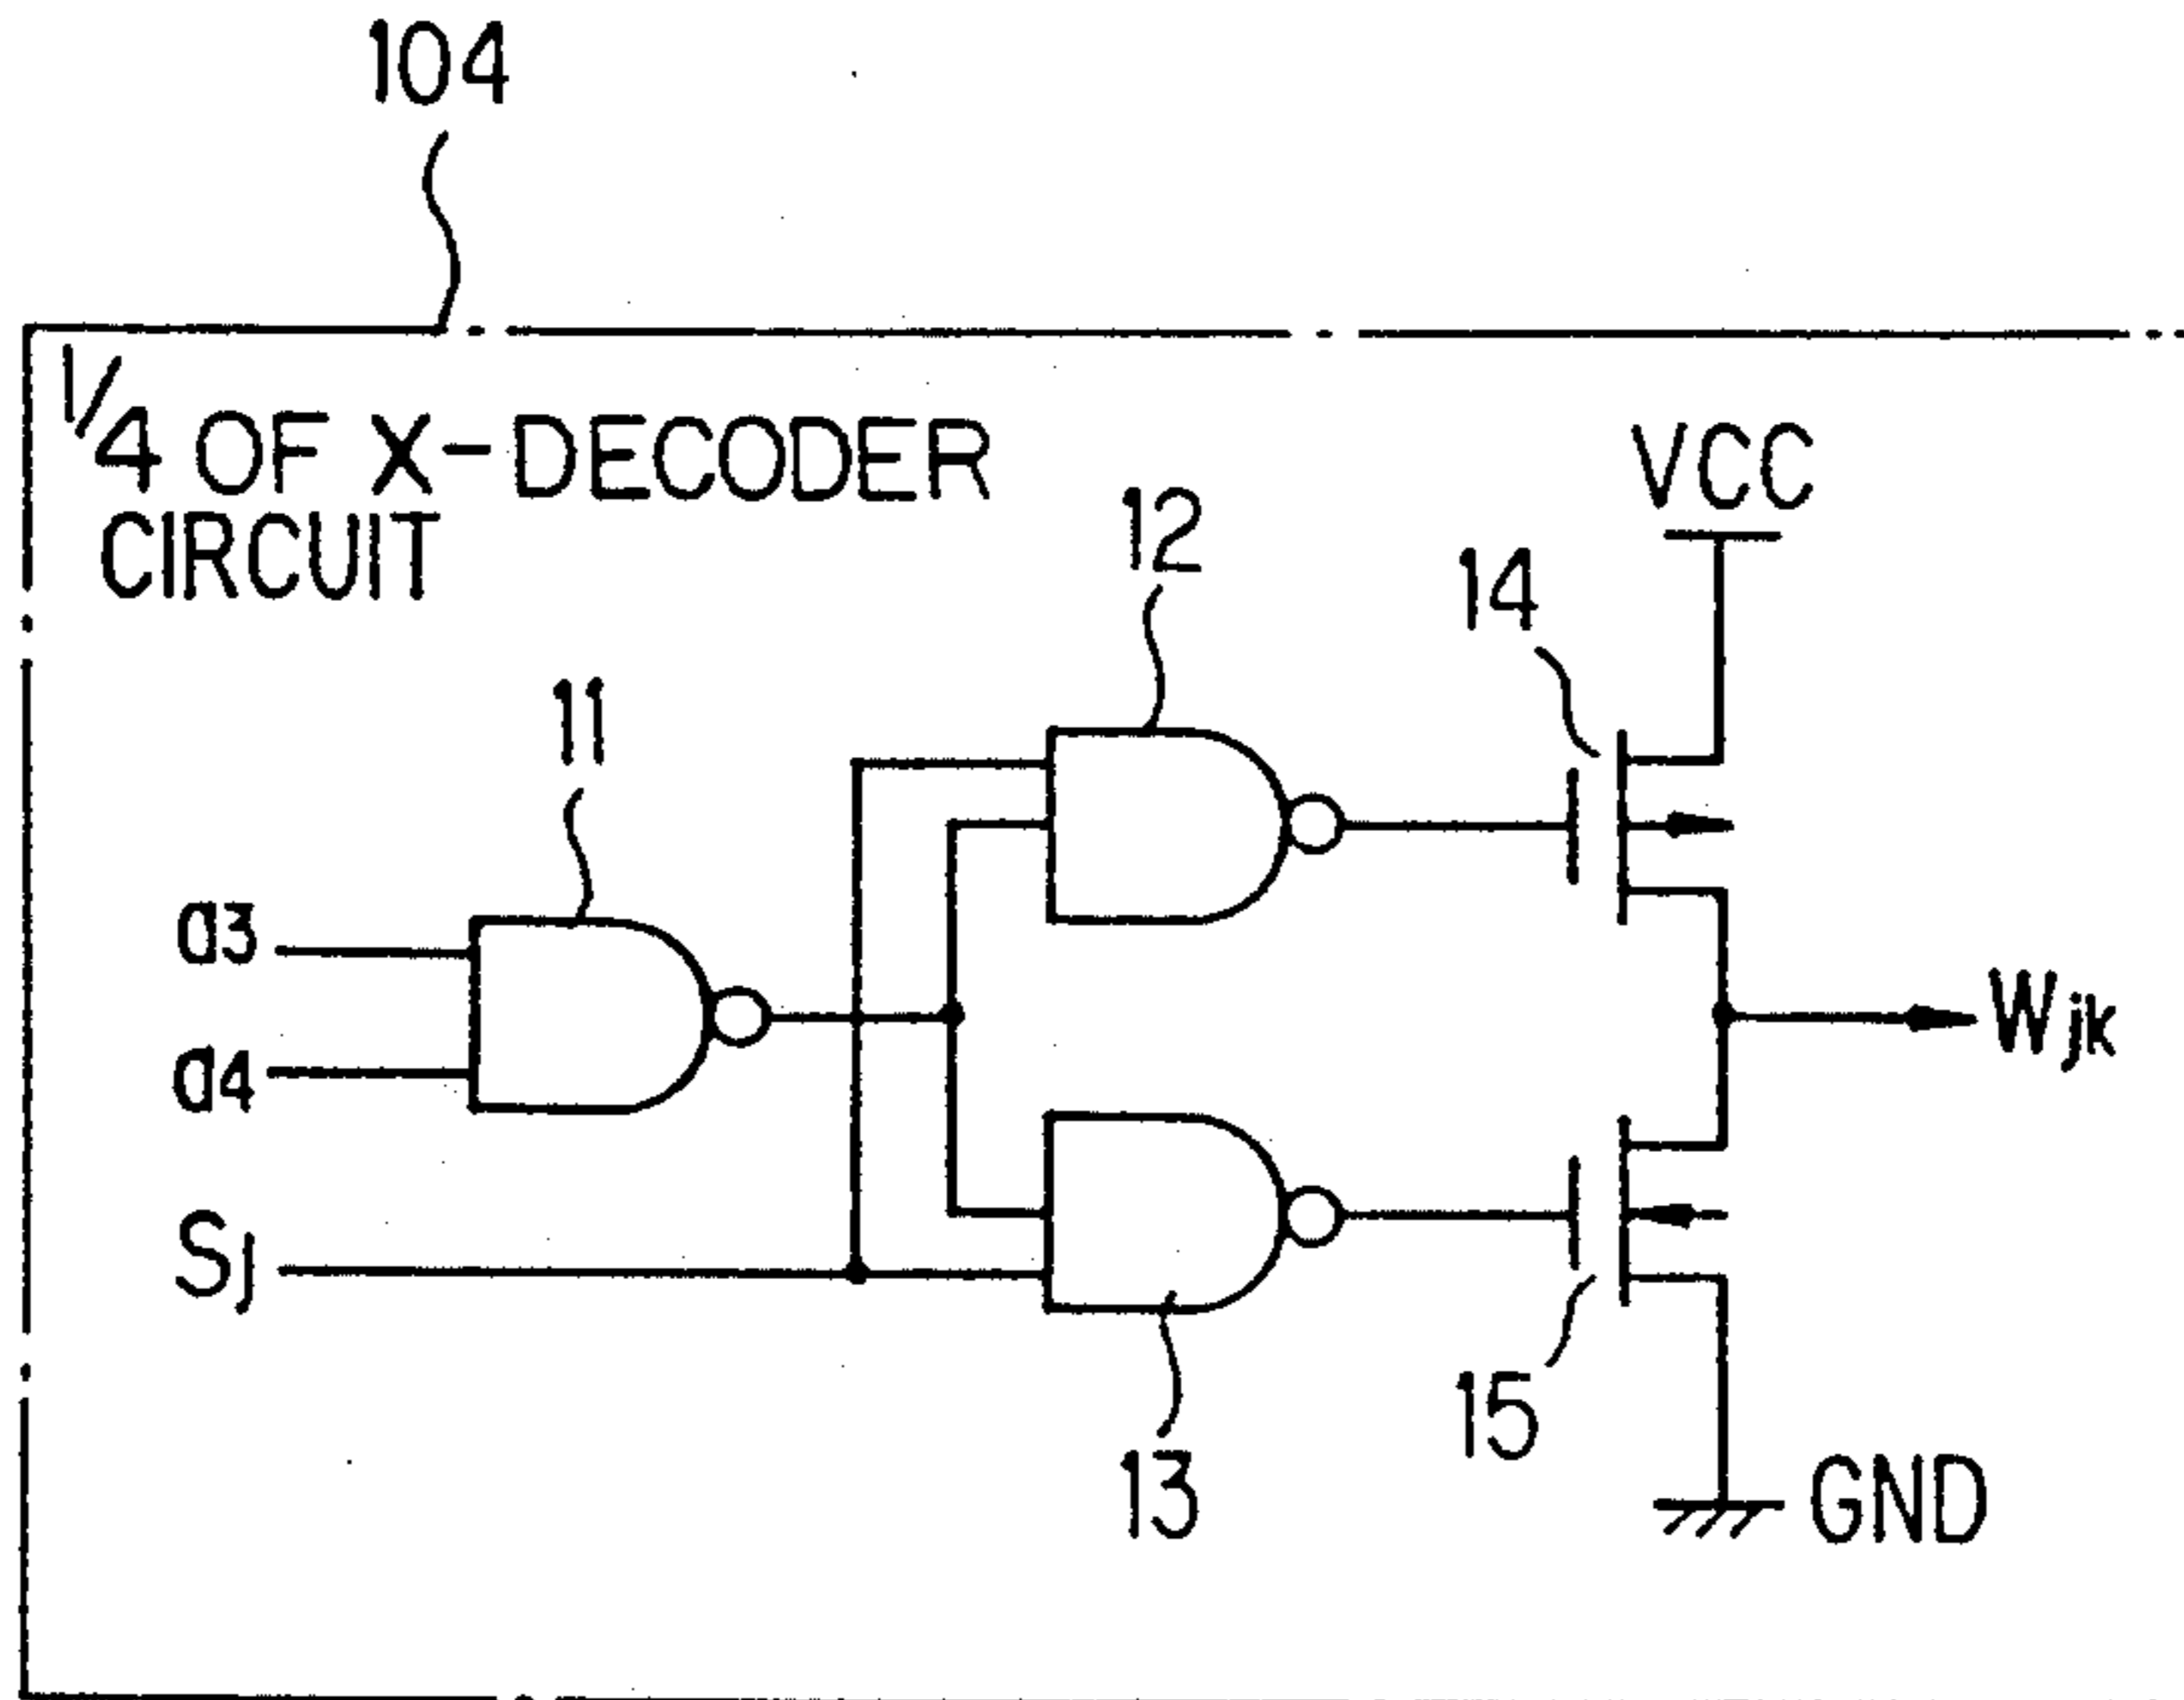 104
1/4 OF X-DECODER
CIRCUIT
VCC
12
14
11
a3
a4
Wjk
Sj
15
13
GND